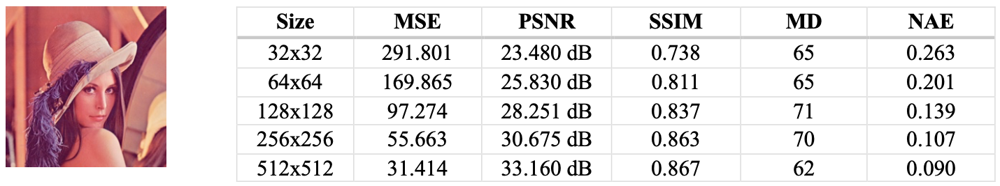 Size MSE PSNR SSIM MD NAE
32x32 291.801 23.480 dB 0.738 65 0.263
64x64 169.865 25.830 dB 0.811 65 0.201
128x128 97.274 28.251 dB 0.837 71 0.139
256x256 55.663 30.675 dB 0.863 70 0.107
512x512 31.414 33.160 dB 0.867 62 0.090